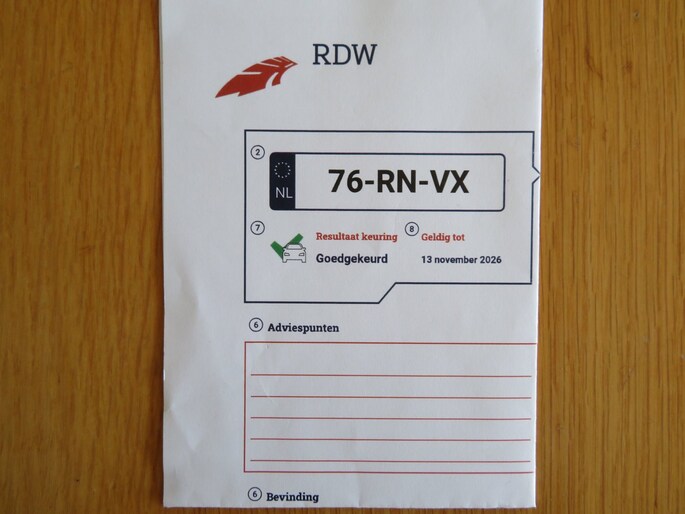 RDW
2
NL
76-RN-VX
7
Resultaat keuring
8
Geldig tot
Goedgekeurd
13 november 2026
6 Adviespunten
6 Bevinding